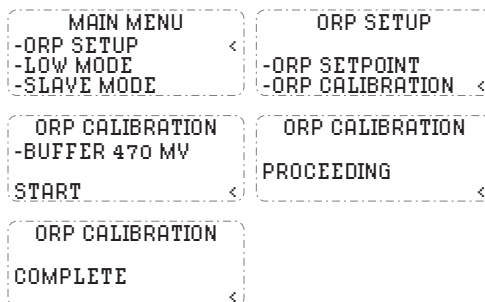 MAIN MENU
-ORP SETUP <
-LOW MODE
-SLAVE MODE
ORP SETUP
-ORP SETPOINT
-ORP CALIBRATION <
ORP CALIBRATION
-BUFFER 470 MV
START <
ORP CALIBRATION
PROCEEDING
<
ORP CALIBRATION
COMPLETE
<